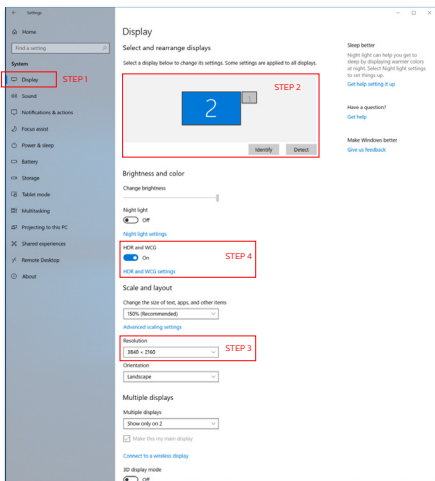 Settings
Home
Find a setting
System
Display
STEP 1
Sound
Notifications & actions
Focus assist
Power & sleep
Battery
Storage
Tablet mode
Multitasking
Projecting to this PC
Shared experiences
Remote Desktop
About
Display
Select and rearrange displays
Select a display below to change its settings. Some settings are applied to all displays.
STEP 2
2
1
Identify
Detect
Brightness and color
Change brightness
Night light
Off
Night light settings
HDR and WCG
On
STEP 4
HDR and WCG settings
Scale and layout
Change the size of text, apps, and other items
150% (Recommended)
Advanced scaling settings
Resolution
3840 × 2160
STEP 3
Orientation
Landscape
Multiple displays
Multiple displays
Show only on 2
Make this my main display
Connect to a wireless display
3D display mode
Off
Sleep better
Night light can help you get to
sleep by displaying warmer colors
at night. Select Night light settings
to set things up.
Get help setting it up
Have a question?
Get help
Make Windows better
Give us feedback